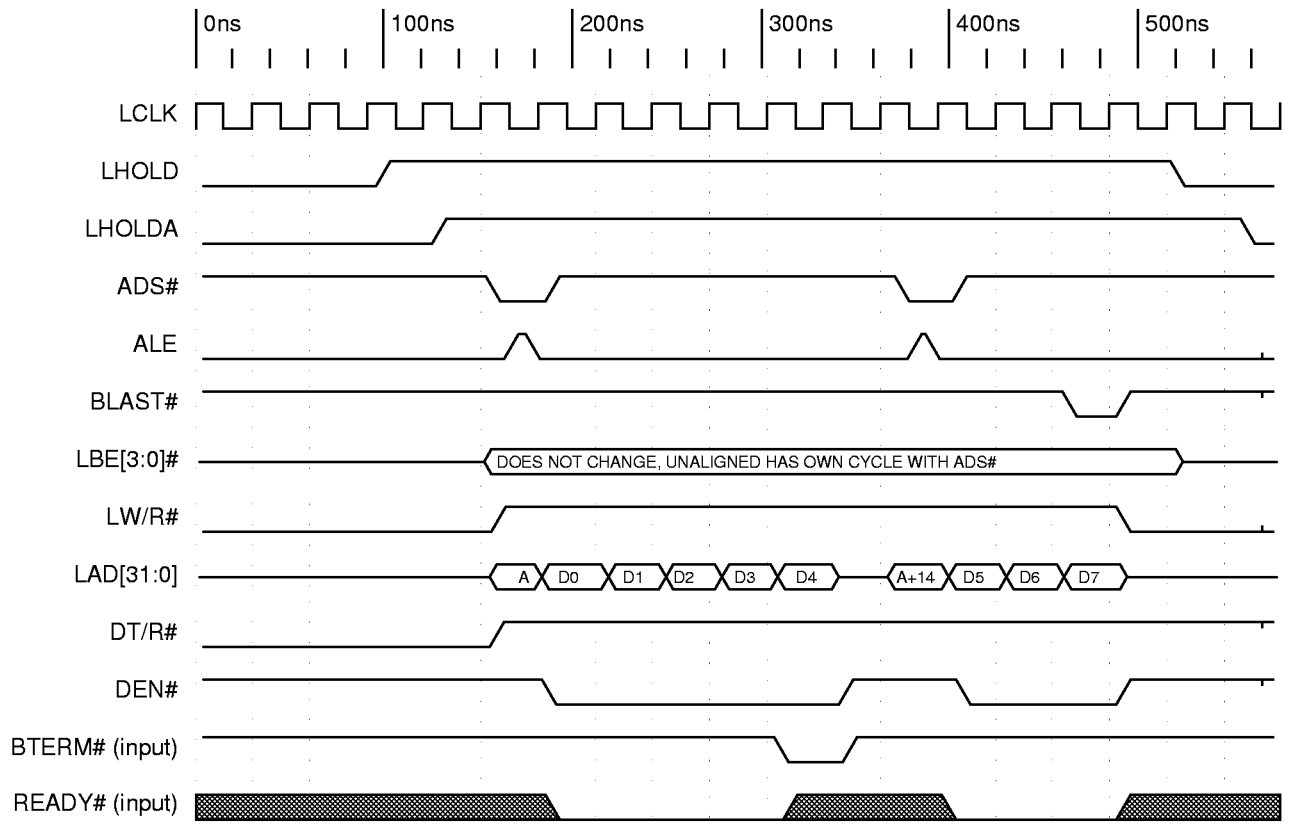 0ns 100ns 200ns 300ns 400ns 500ns
LCLK
LHOLD
LHOLDA
ADS#
ALE
BLAST#
LBE[3:0]# DOES NOT CHANGE, UNALIGNED HAS OWN CYCLE WITH ADS#
LW/R#
LAD[31:0] A D0 D1 D2 D3 D4 A+14 D5 D6 D7
DT/R#
DEN#
BTERM# (input)
READY# (input)